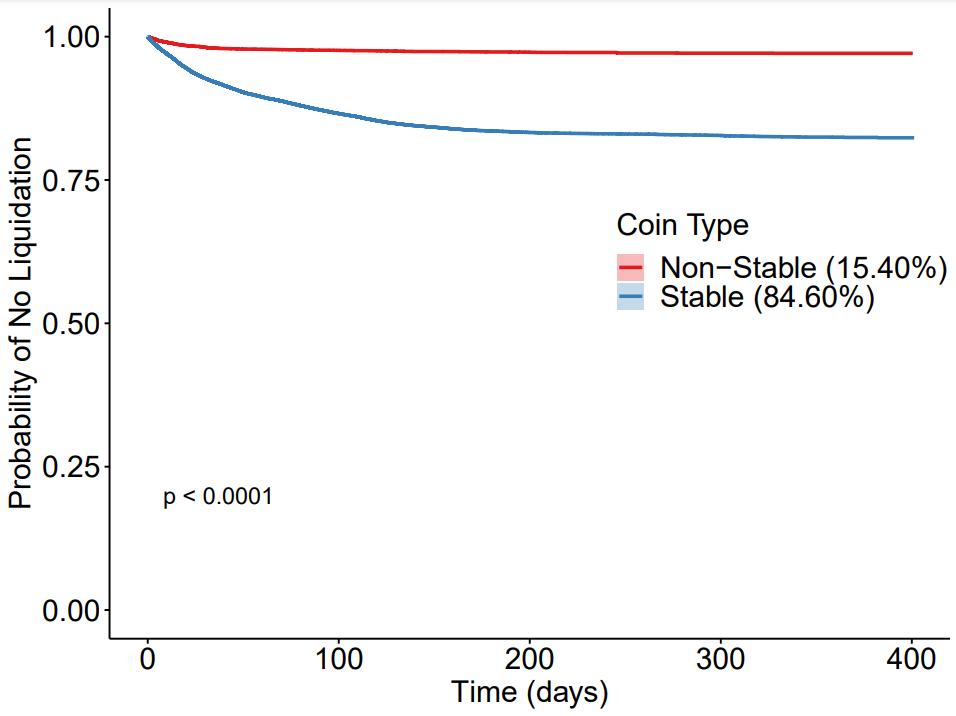 1.00
0.75
0.50
0.25
0.00
Probability of No Liquidation
Coin Type
Non−Stable (15.40%)
Stable (84.60%)
p < 0.0001
0 100 200 300 400
Time (days)